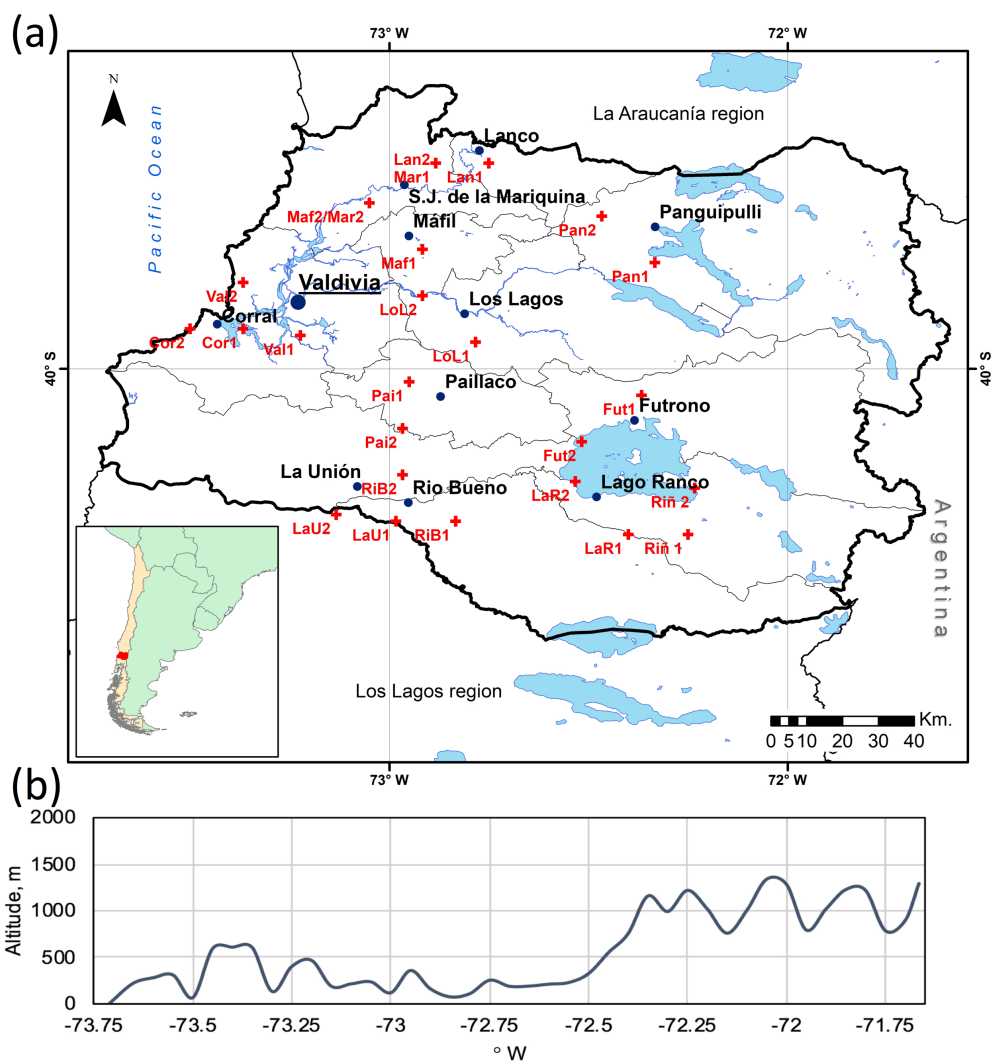 (a)
73° W
72° W
N
Pacific Ocean
La Araucanía region
Lanco
Lan2
Mar1
Lan1
S.J. de la Mariquina
Maf2/Mar2
Máfil
Pan2
Panguipulli
Maf1
Pan1
Val2
Valdivia
LoL2
Los Lagos
Corral
Cor2
Cor1
Val1
LoL1
40° S
40° S
Paillaco
Pai1
Fut1
Futrono
Pai2
Fut2
La Unión
RiB2
Rio Bueno
LaR2
Lago Ranco
Riñ 2
LaU2
LaU1
RiB1
LaR1
Riñ 1
Argentina
Los Lagos region
Km.
0 5 10 20 30 40
73° W
72° W
(b)
2000
1500
1000
500
0
Altitude, m
-73.75 -73.5 -73.25 -73 -72.75 -72.5 -72.25 -72 -71.75
° W